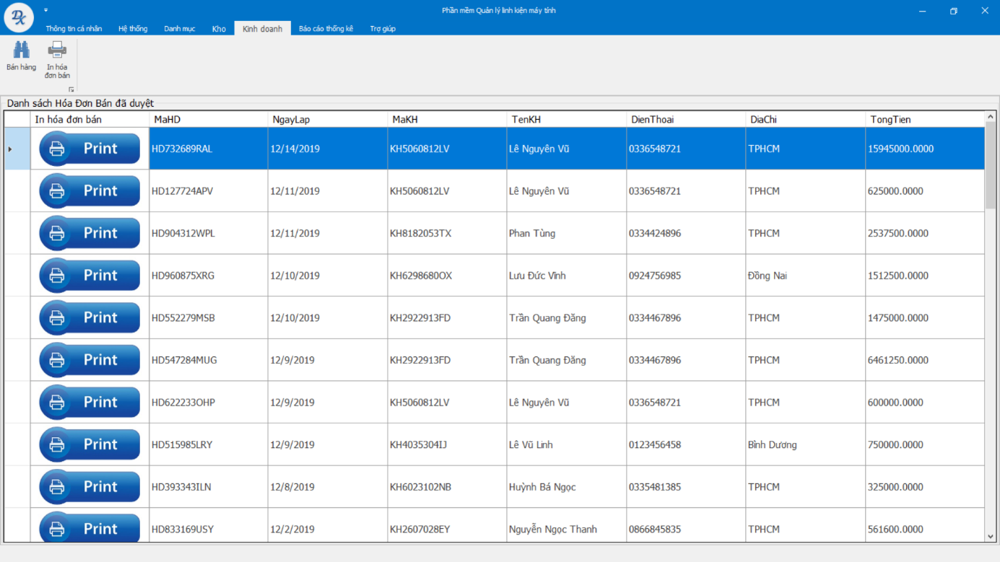 DX
Phần mềm Quản lý linh kiện máy tính
Thông tin cá nhân Hệ thống Danh mục Kho Kinh doanh Báo cáo thống kê Trợ giúp
Bán hàng In hóa đơn bán
Danh sách Hóa Đơn Bán đã duyệt
In hóa đơn bán MaHD NgayLap MaKH TenKH DienThoai DiaChi TongTien
Print HD732689RAL 12/14/2019 KH5060812LV Lê Nguyên Vũ 0336548721 TPHCM 15945000.0000
Print HD127724APV 12/11/2019 KH5060812LV Lê Nguyên Vũ 0336548721 TPHCM 625000.0000
Print HD904312WPL 12/11/2019 KH8182053TX Phan Tùng 0334424896 TPHCM 2537500.0000
Print HD960875XRG 12/10/2019 KH6298680OX Lưu Đức Vĩnh 0924756985 Đồng Nai 1512500.0000
Print HD552279MSB 12/10/2019 KH2922913FD Trần Quang Đăng 0334467896 TPHCM 1475000.0000
Print HD547284MUG 12/9/2019 KH2922913FD Trần Quang Đăng 0334467896 TPHCM 6461250.0000
Print HD622233OHP 12/9/2019 KH5060812LV Lê Nguyên Vũ 0336548721 TPHCM 600000.0000
Print HD515985LRY 12/9/2019 KH4035304IJ Lê Vũ Linh 0123456458 Bình Dương 750000.0000
Print HD393343ILN 12/8/2019 KH6023102NB Huỳnh Bá Ngọc 0335481385 TPHCM 325000.0000
Print HD833169USY 12/2/2019 KH2607028EY Nguyễn Ngọc Thanh 0866845835 TPHCM 561600.0000